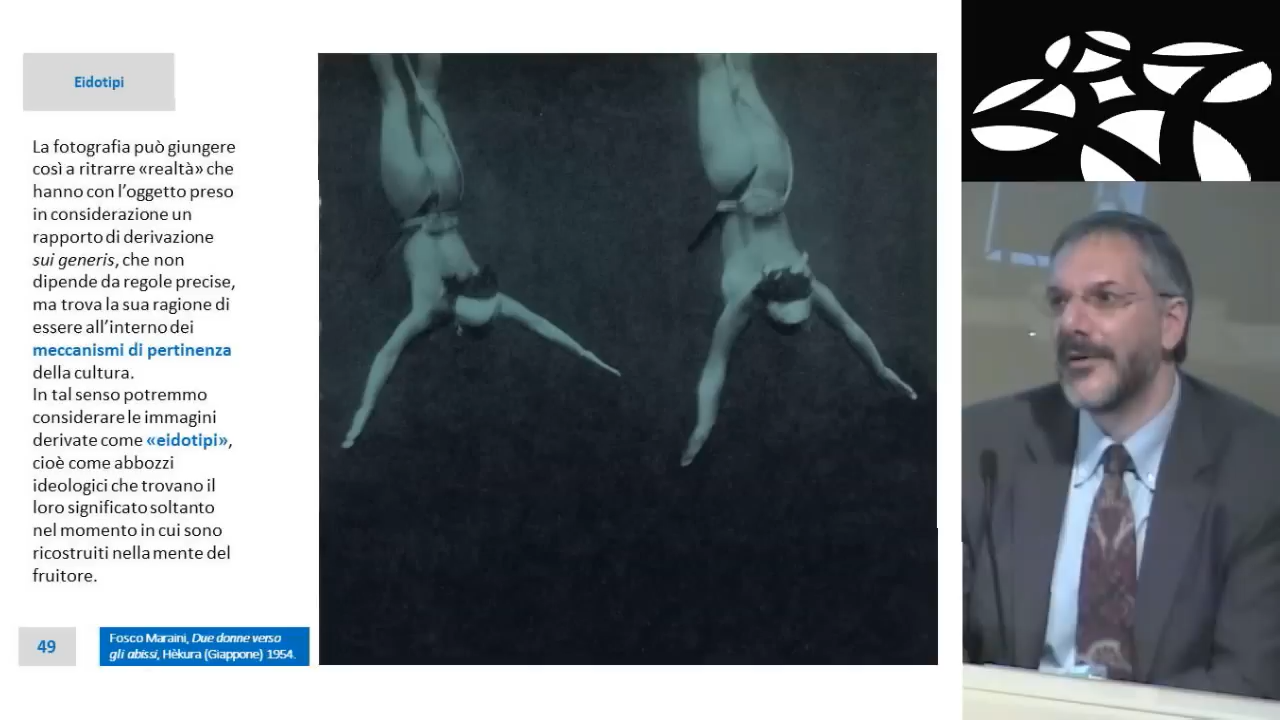 Eidotipi
La fotografia può giungere
così a ritrarre «realtà» che
hanno con l'oggetto preso
in considerazione un
rapporto di derivazione
sui generis, che non
dipende da regole precise,
ma trova la sua ragione di
essere all'interno dei
meccanismi di pertinenza
della cultura.
In tal senso potremmo
considerare le immagini
derivate come «eidotipi»,
cioè come abbozzi
ideologici che trovano il
loro significato soltanto
nel momento in cui sono
ricostruiti nella mente del
fruitore.
49
Fosco Maraini, Due donne verso
gli abissi, Hèkura (Giappone) 1954.